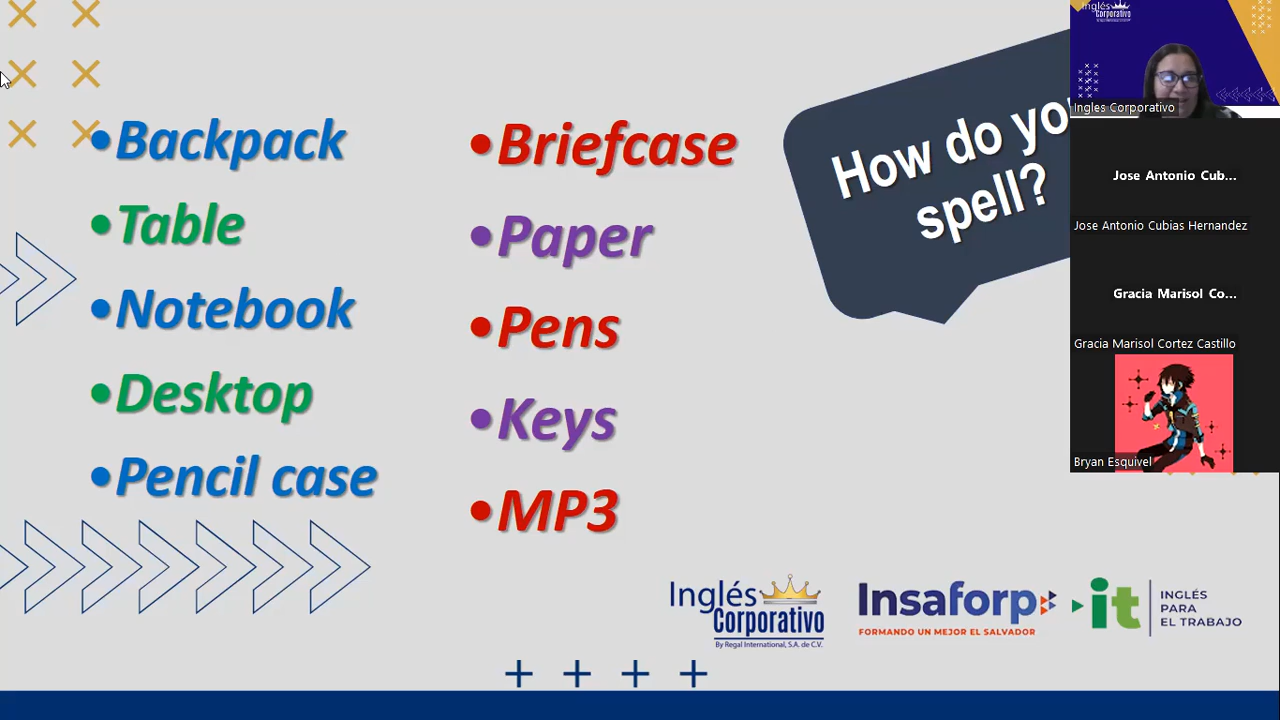 •Backpack
•Table
•Notebook
•Desktop
•Pencil case
•Briefcase
•Paper
•Pens
•Keys
•MP3
How do yo
spell?
Inglés
Corporativo
Ingles Corporativo
Jose Antonio Cub...
Jose Antonio Cubias Hernandez
Gracia Marisol Co...
Gracia Marisol Cortez Castillo
Bryan Esquivel
Inglés
Corporativo
By Regal International, S.A. de C.V.
Insaforp
FORMANDO UN MEJOR EL SALVADOR
it
INGLÉS
PARA
EL TRABAJO